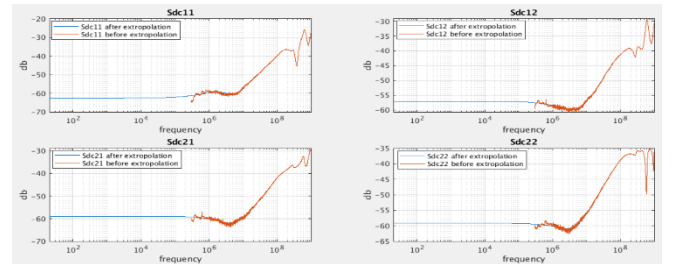 Sdc11
-20
-30
-40
-50
-60
-70
db
Sdc11 after extropolation
Sdc11 before extropolation
10^2 10^4 10^6 10^8
frequency
Sdc12
-30
-35
-40
-45
-50
-55
-60
db
Sdc12 after extropolation
Sdc12 before extropolation
10^2 10^4 10^6 10^8
frequency
Sdc21
-30
-40
-50
-60
-70
db
Sdc21 after extropolation
Sdc21 before extropolation
10^2 10^4 10^6 10^8
frequency
Sdc22
-35
-40
-45
-50
-55
-60
-65
db
Sdc22 after extropolation
Sdc22 before extropolation
10^2 10^4 10^6 10^8
frequency